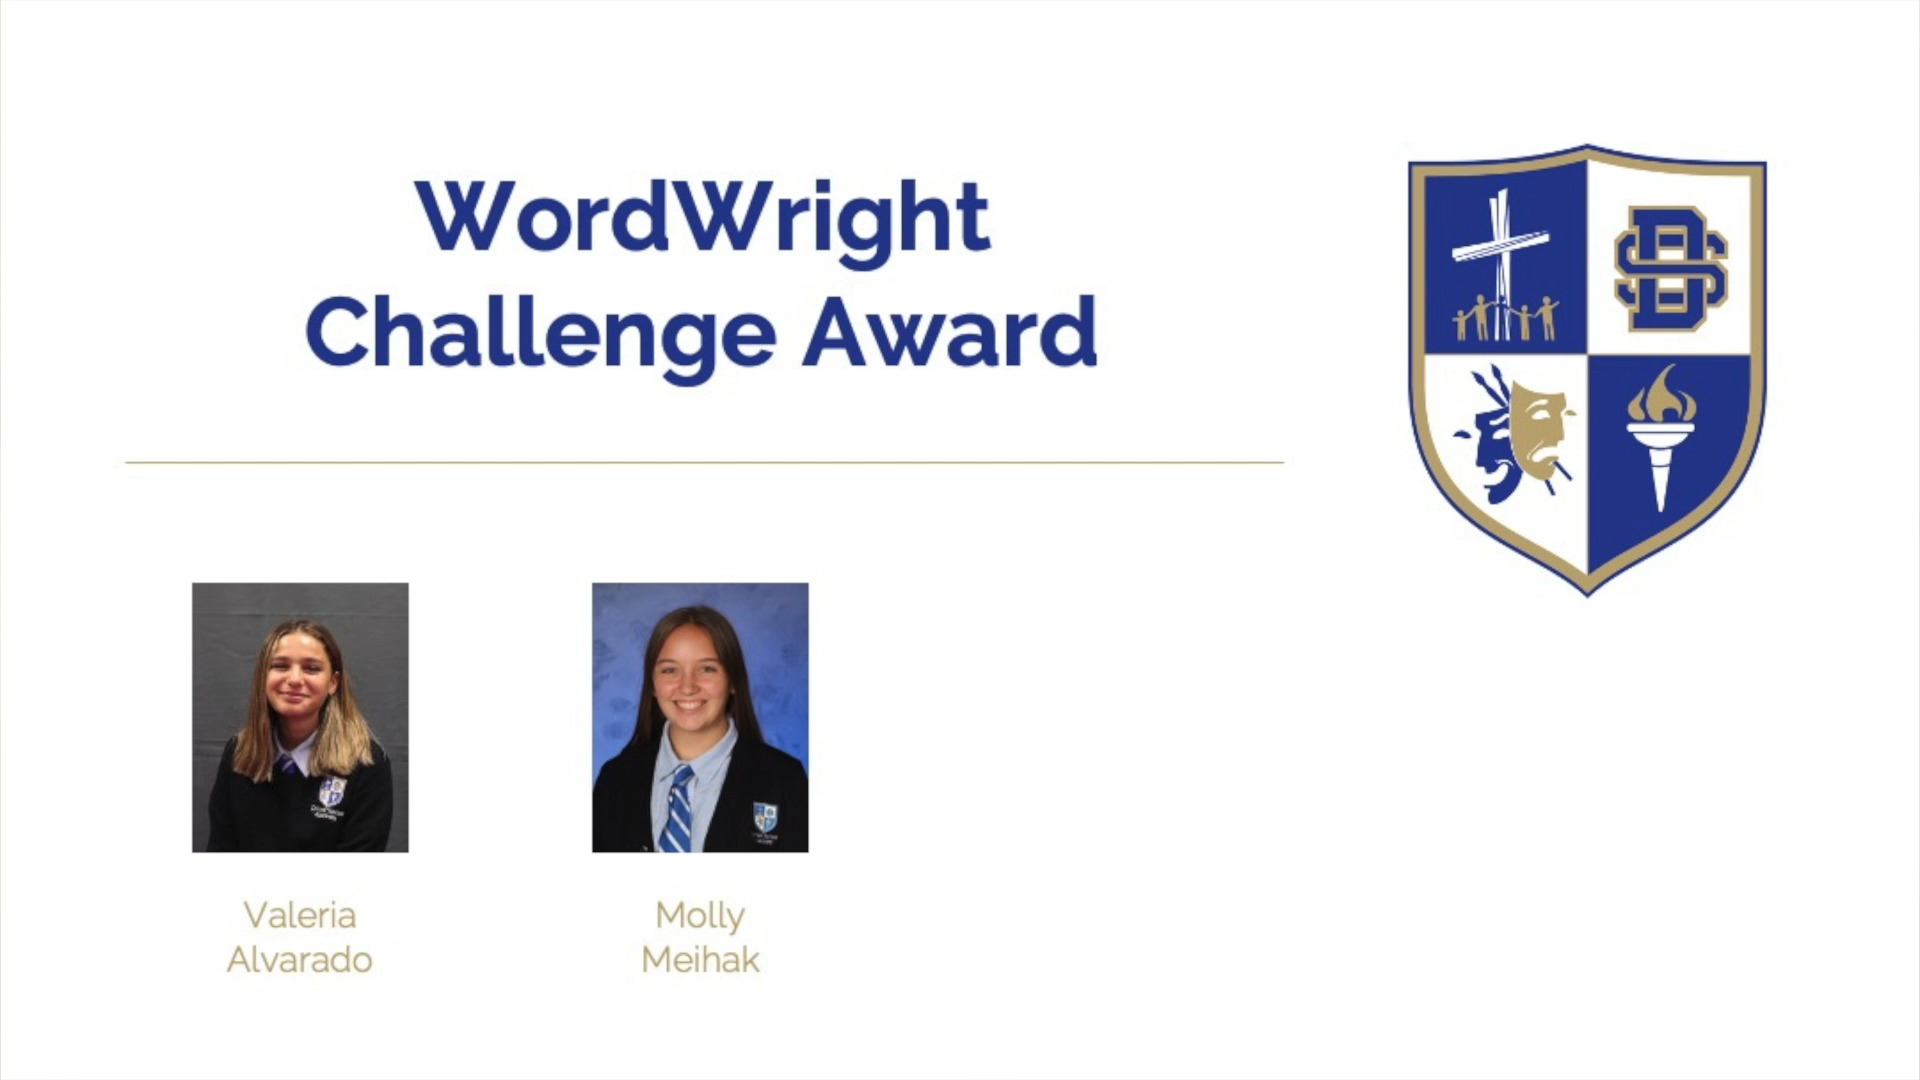 WordWright
Challenge Award
Valeria
Alvarado
Molly
Meihak